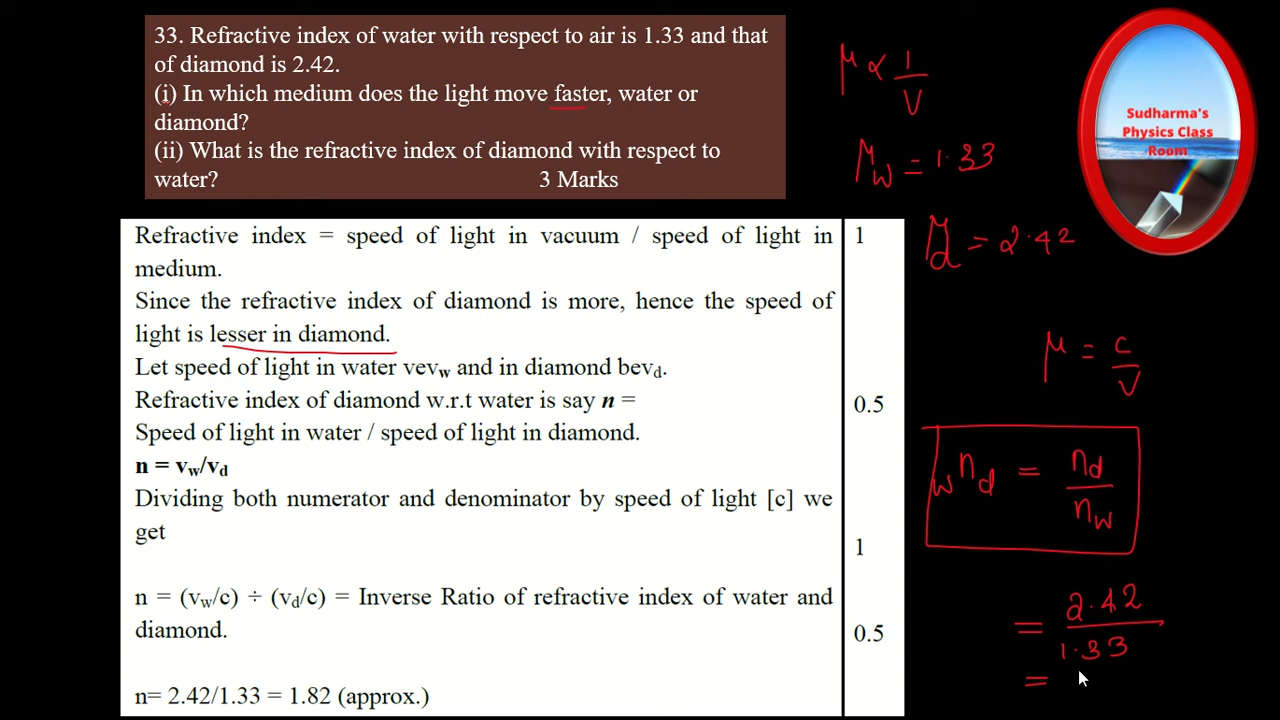 33. Refractive index of water with respect to air is 1.33 and that
of diamond is 2.42.
(i) In which medium does the light move faster, water or
diamond?
(ii) What is the refractive index of diamond with respect to
water? 3 Marks
Refractive index = speed of light in vacuum / speed of light in 1
medium.
Since the refractive index of diamond is more, hence the speed of
light is lesser in diamond.
Let speed of light in water vevw and in diamond bevd.
Refractive index of diamond w.r.t water is say n = 0.5
Speed of light in water / speed of light in diamond.
n = vw/vd
Dividing both numerator and denominator by speed of light [c] we
get
1
n = (vw/c) ÷ (vd/c) = Inverse Ratio of refractive index of water and
diamond.
0.5
n= 2.42/1.33 = 1.82 (approx.)
μ ∝ 1/V
μw = 1.33
μd = 2.42
μ = c/V
wnd = nd/nw
= 2.42/1.33
=
Sudharma's
Physics Class
Room